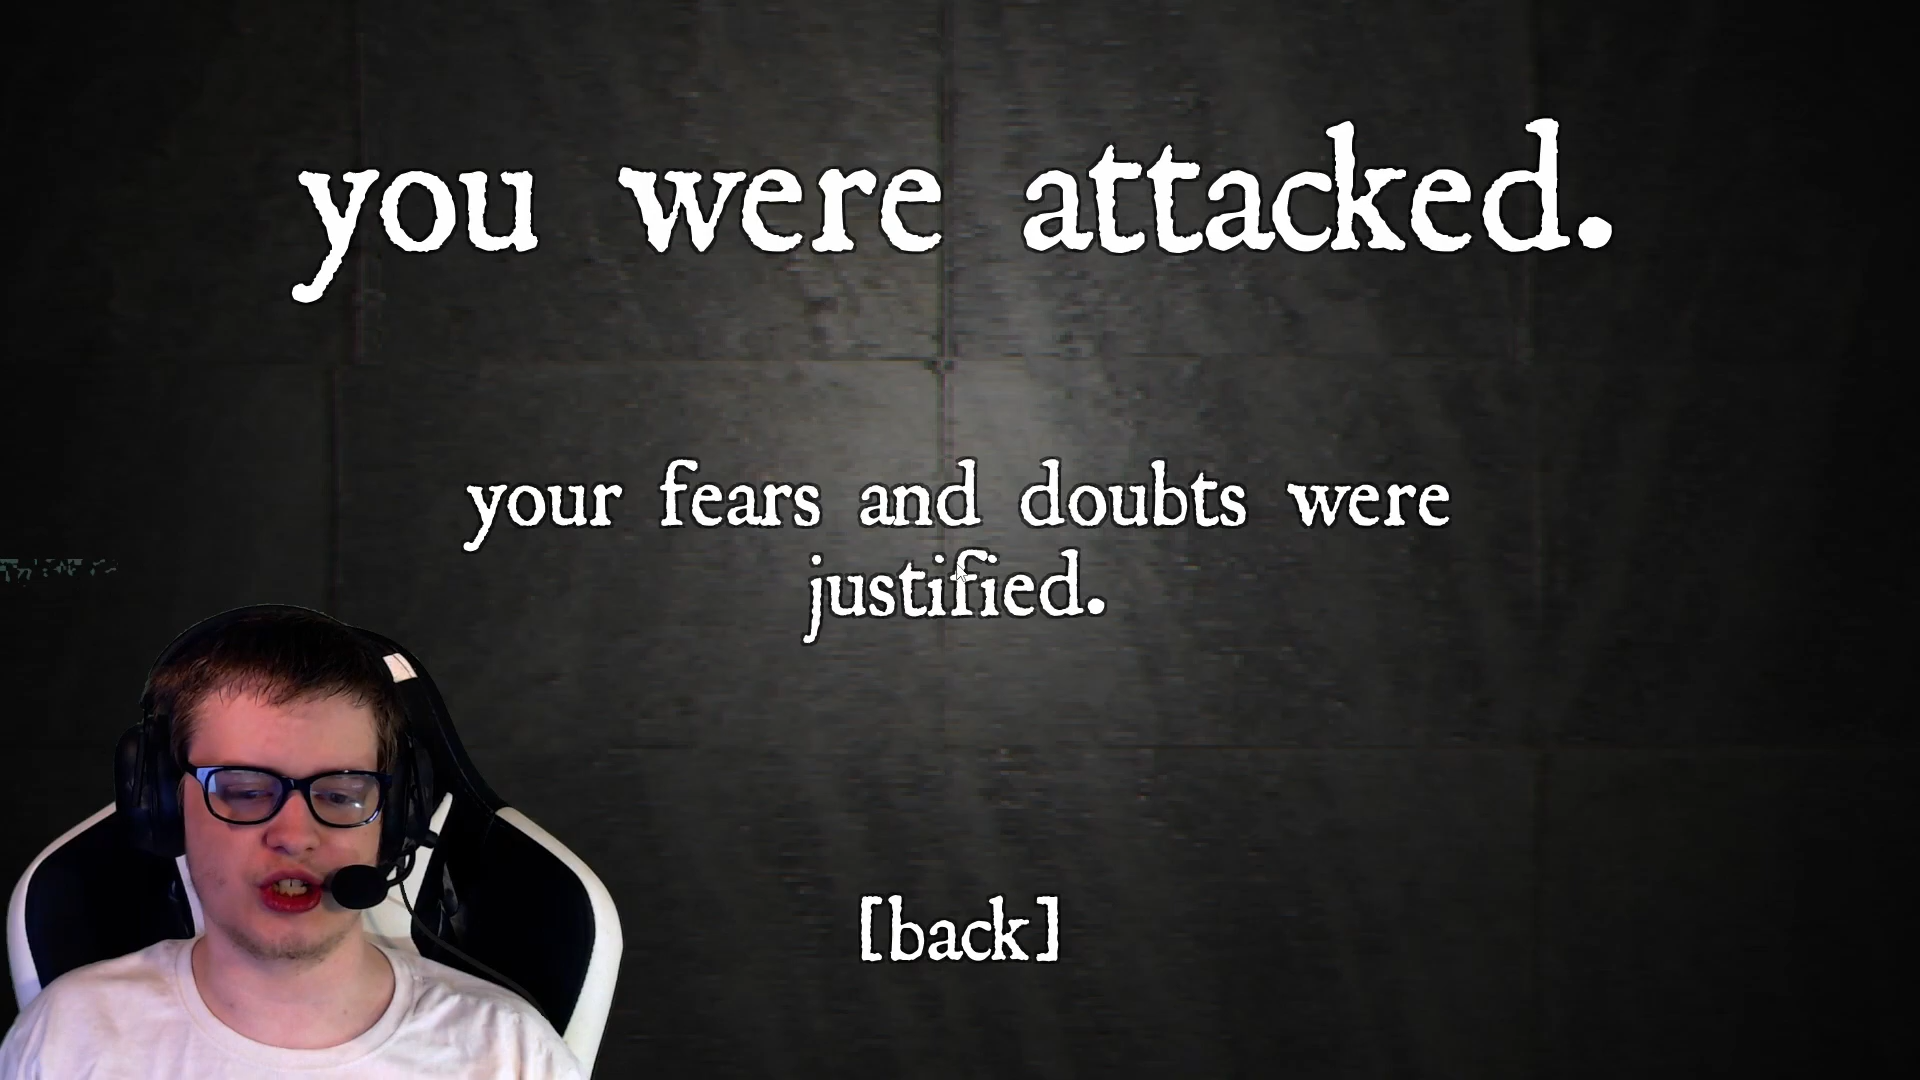 you were attacked.
your fears and doubts were
justified.
[back]